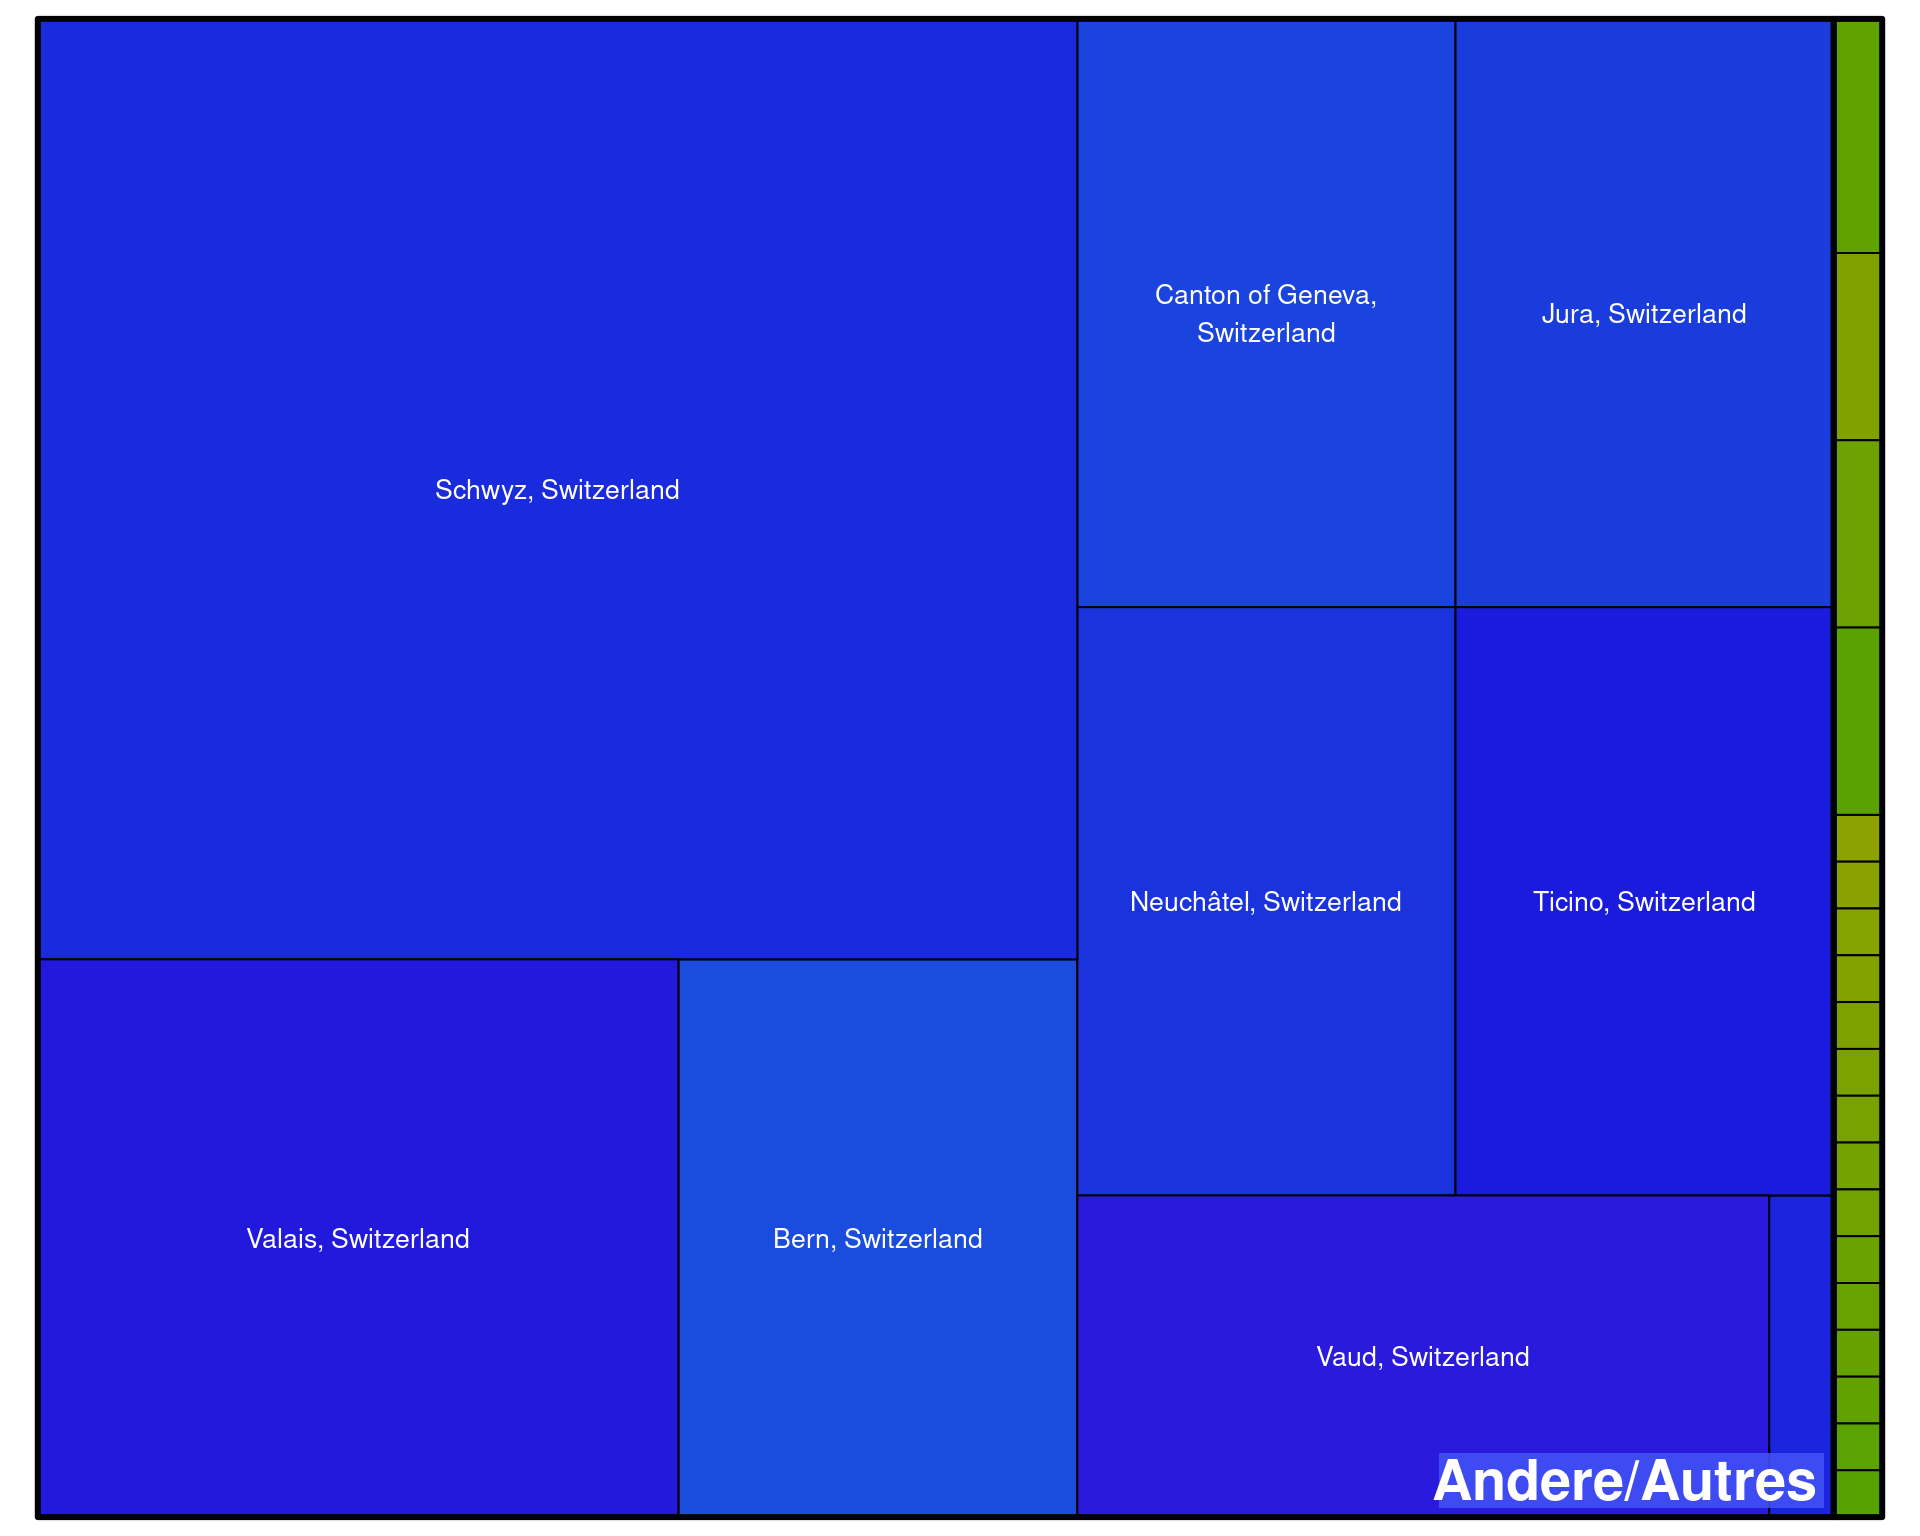 Canton of Geneva,
Switzerland
Jura, Switzerland
Schwyz, Switzerland
Neuchâtel, Switzerland
Ticino, Switzerland
Valais, Switzerland
Bern, Switzerland
Vaud, Switzerland
Andere/Autres